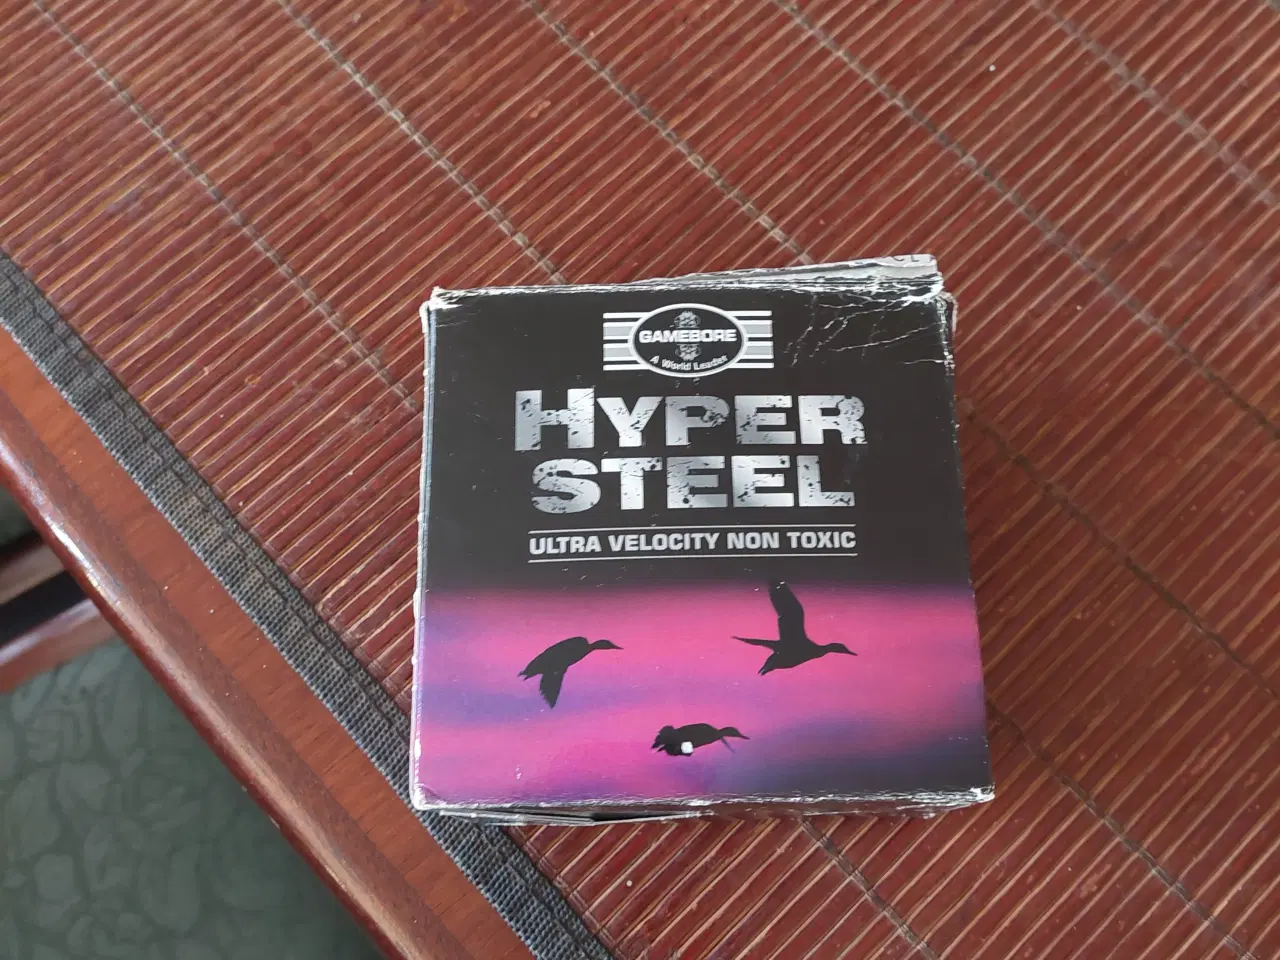 GAMEBORE
A World Leader
HYPER
STEEL
ULTRA VELOCITY NON TOXIC